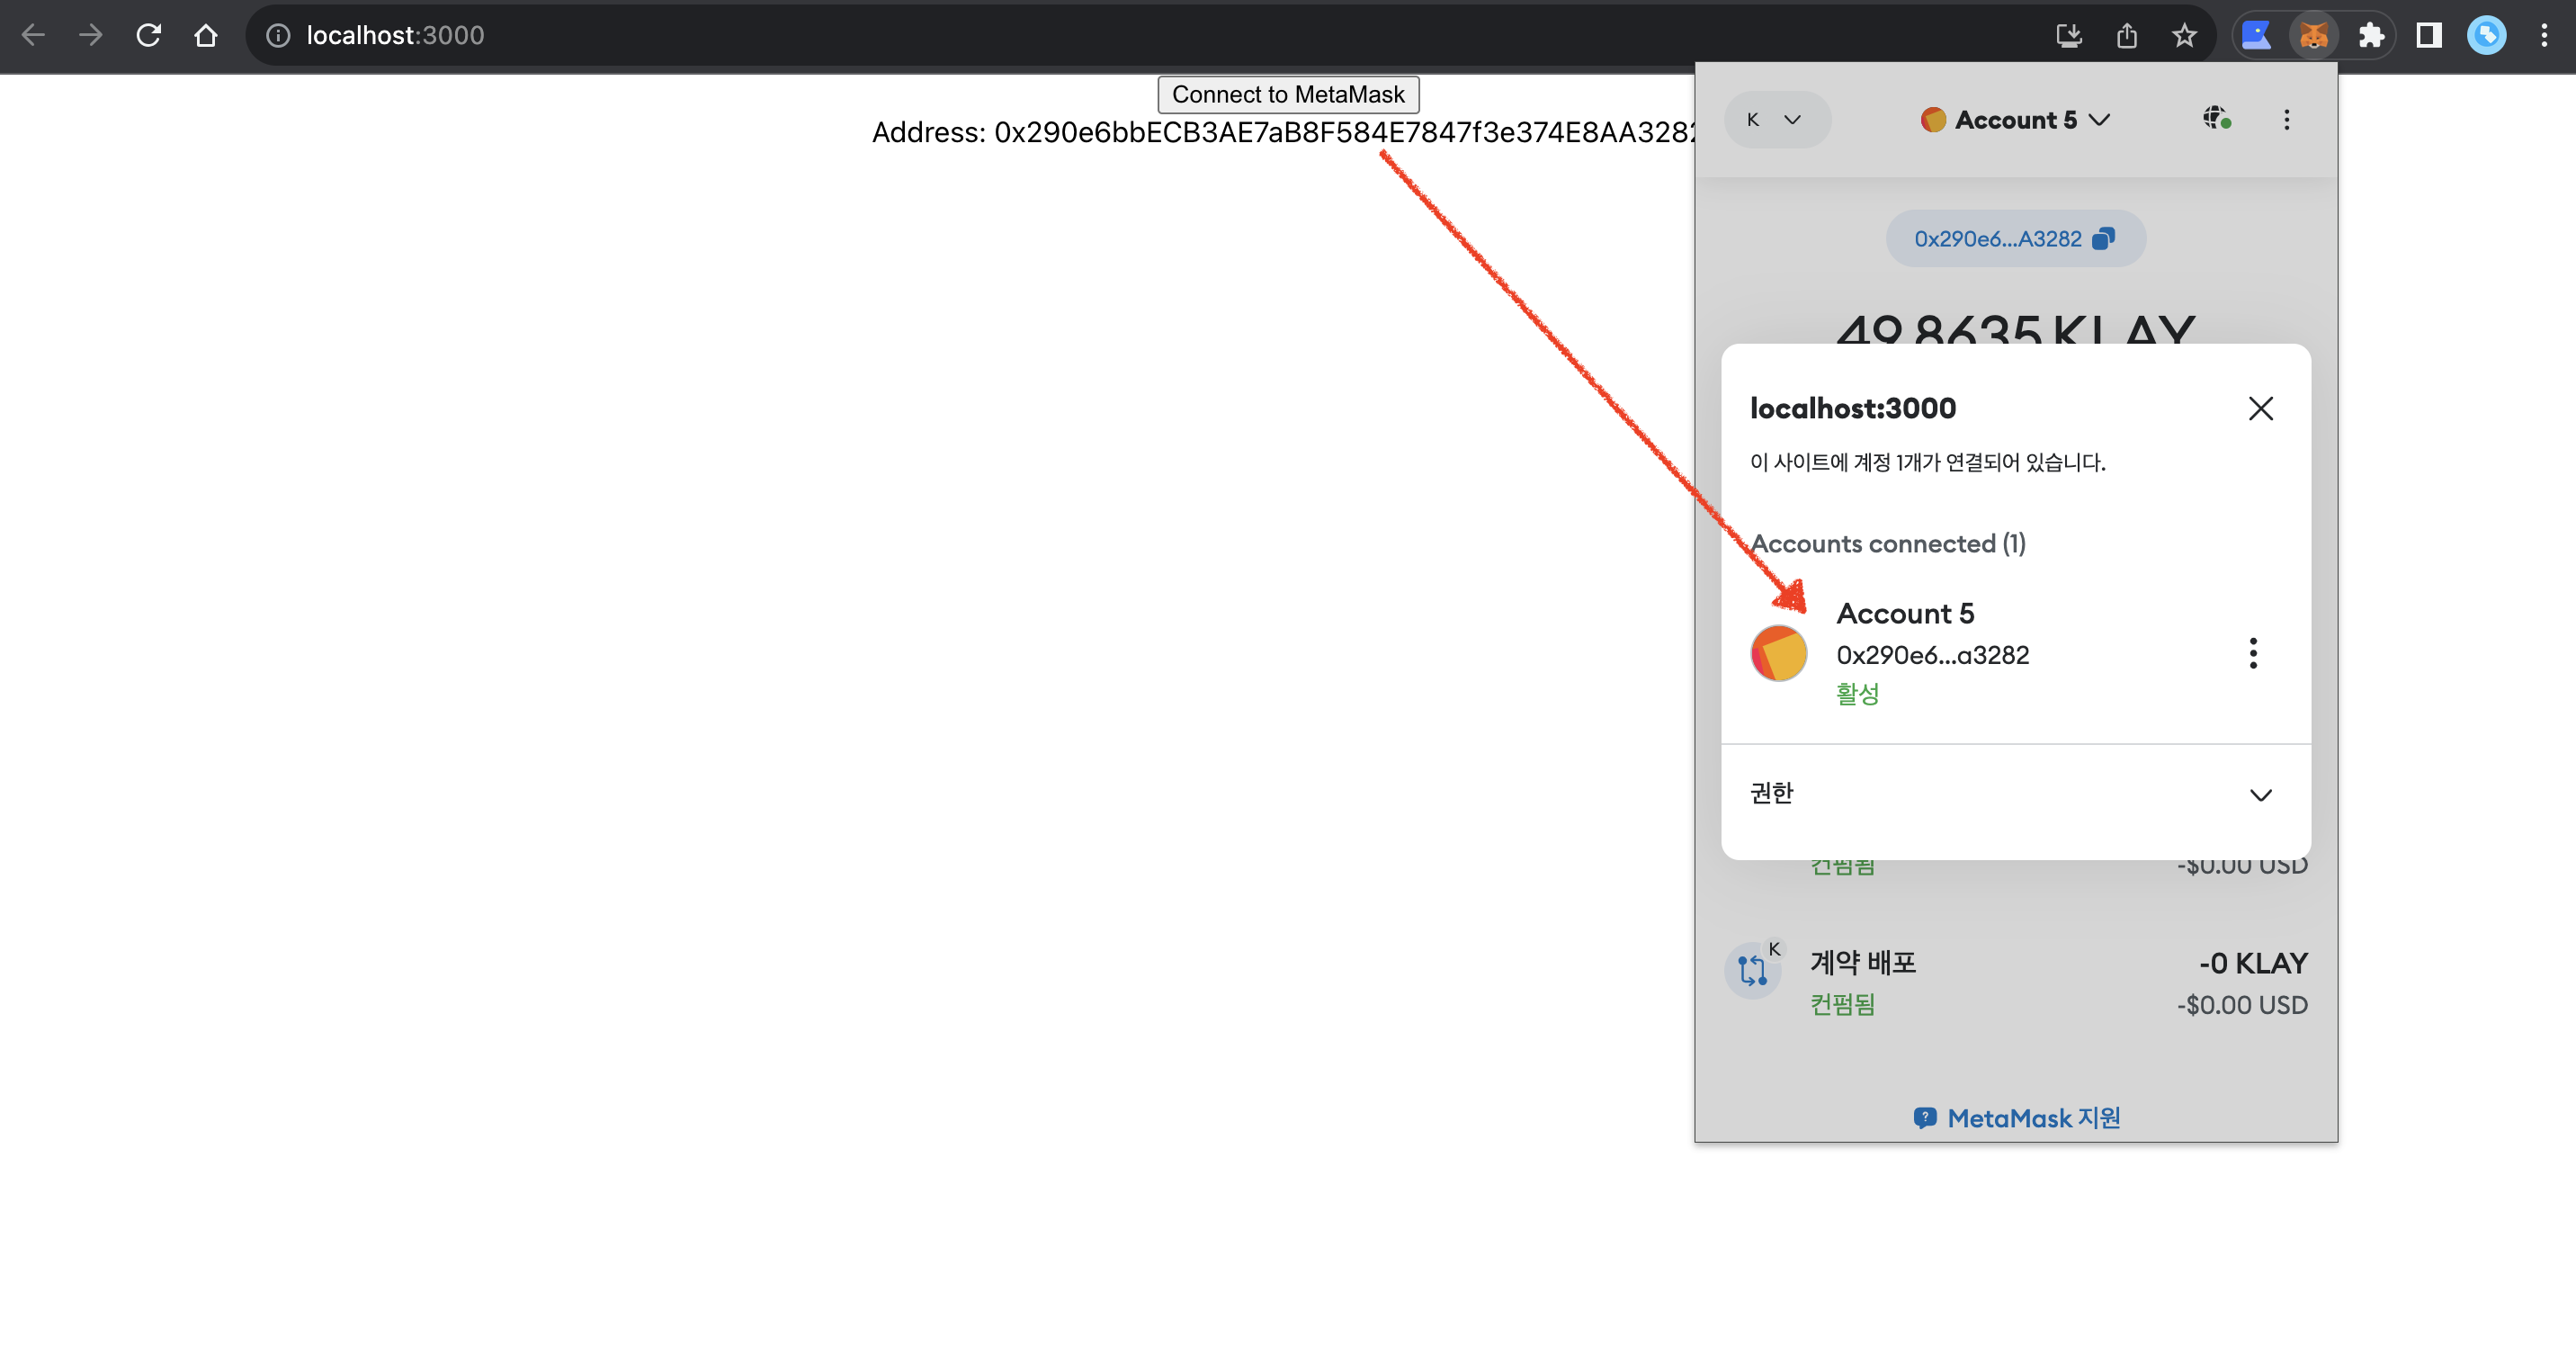 localhost:3000
Connect to MetaMask
Address: 0x290e6bbECB3AE7aB8F584E7847f3e374E8AA3282
K
Account 5
0x290e6...A3282
49.8635 KLAY
localhost:3000
이 사이트에 계정 1개가 연결되어 있습니다.
Accounts connected (1)
Account 5
0x290e6...a3282
활성
권한
컨펌됨
-$0.00 USD
K
계약 배포
-0 KLAY
컨펌됨
-$0.00 USD
MetaMask 지원